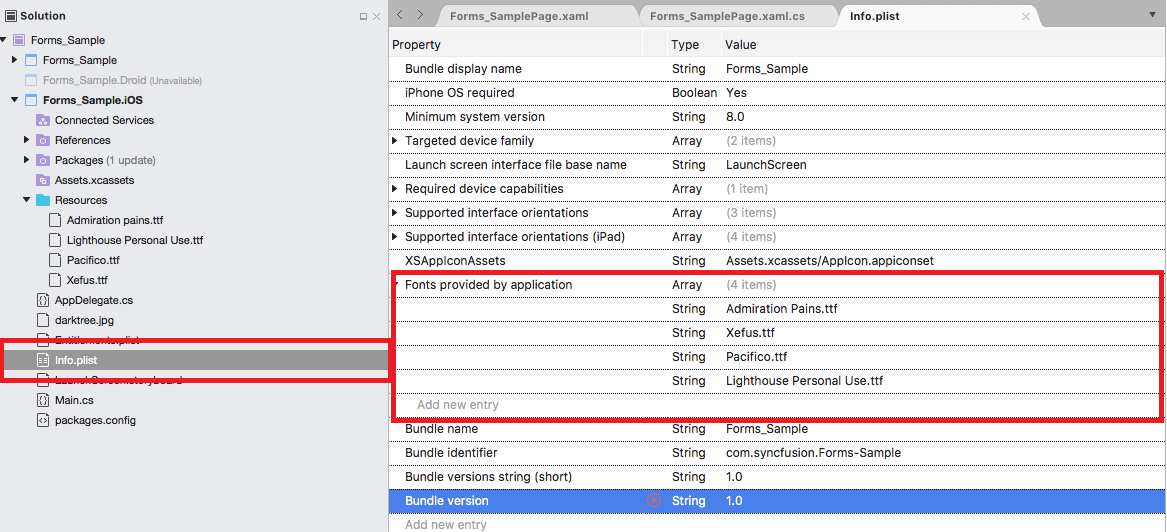 Solution
Forms_Sample
Forms_Sample
Forms_Sample.Droid (Unavailable)
Forms_Sample.iOS
Connected Services
References
Packages (1 update)
Assets.xcassets
Resources
Admiration pains.ttf
Lighthouse Personal Use.ttf
Pacifico.ttf
Xefus.ttf
AppDelegate.cs
darktree.jpg
Entitlements.plist
Info.plist
LaunchScreen.storyboard
Main.cs
packages.config
Forms_SamplePage.xaml Forms_SamplePage.xaml.cs Info.plist
Property Type Value
Bundle display name String Forms_Sample
iPhone OS required Boolean Yes
Minimum system version String 8.0
Targeted device family Array (2 items)
Launch screen interface file base name String LaunchScreen
Required device capabilities Array (1 item)
Supported interface orientations Array (3 items)
Supported interface orientations (iPad) Array (4 items)
XSAppIconAssets String Assets.xcassets/AppIcon.appiconset
Fonts provided by application Array (4 items)
String Admiration Pains.ttf
String Xefus.ttf
String Pacifico.ttf
String Lighthouse Personal Use.ttf
Add new entry
Bundle name String Forms_Sample
Bundle identifier String com.syncfusion.Forms-Sample
Bundle versions string (short) String 1.0
Bundle version String 1.0
Add new entry